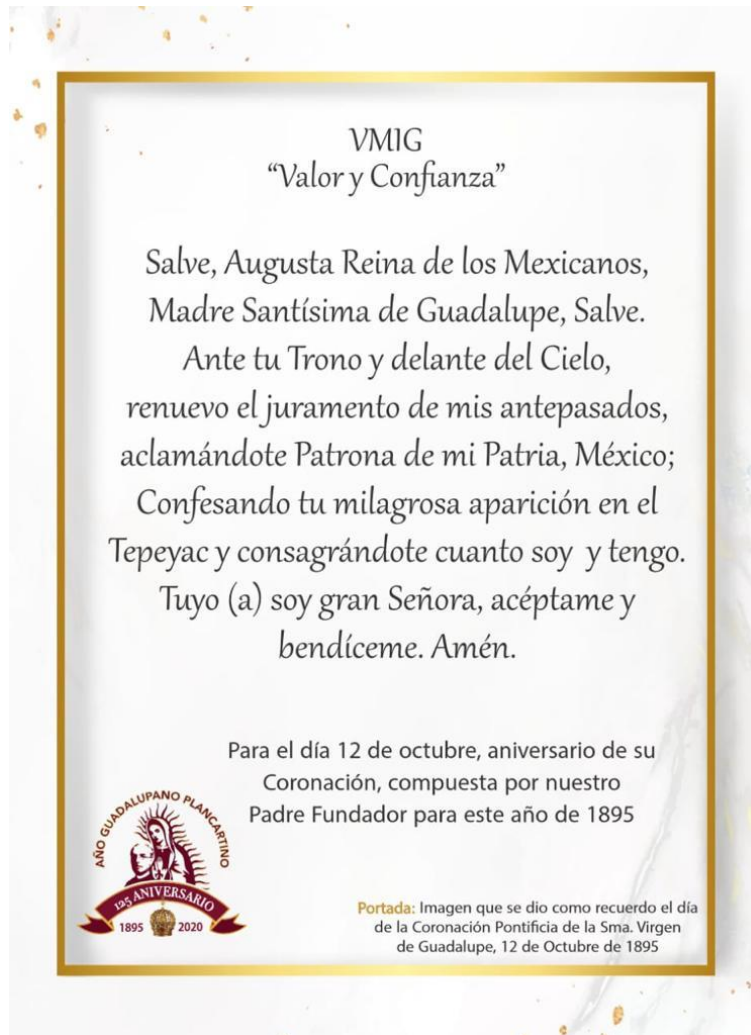 VMIG
“Valor y Confianza”
Salve, Augusta Reina de los Mexicanos,
Madre Santísima de Guadalupe, Salve.
Ante tu Trono y delante del Cielo,
renuevo el juramento de mis antepasados,
aclamándote Patrona de mi Patria, México;
Confesando tu milagrosa aparición en el
Tepeyac y consagrándote cuanto soy y tengo.
Tuyo (a) soy gran Señora, acéptame y
bendíceme. Amén.
Para el día 12 de octubre, aniversario de su
Coronación, compuesta por nuestro
Padre Fundador para este año de 1895
AÑO GUADALUPANO PLANCARTINO
125 ANIVERSARIO
1895 2020
Portada: Imagen que se dio como recuerdo el día
de la Coronación Pontificia de la Sma. Virgen
de Guadalupe, 12 de Octubre de 1895